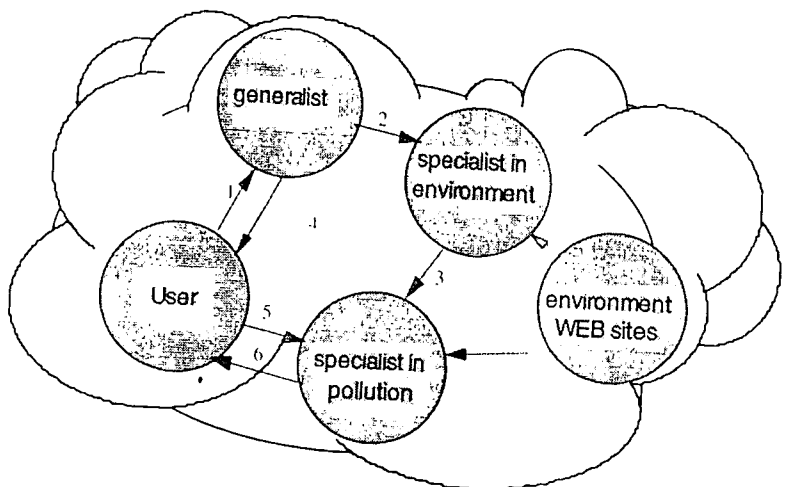 generalist
2
specialist in
environment
1
4
3
User
5
environment
WEB sites
6
specialist in
pollution